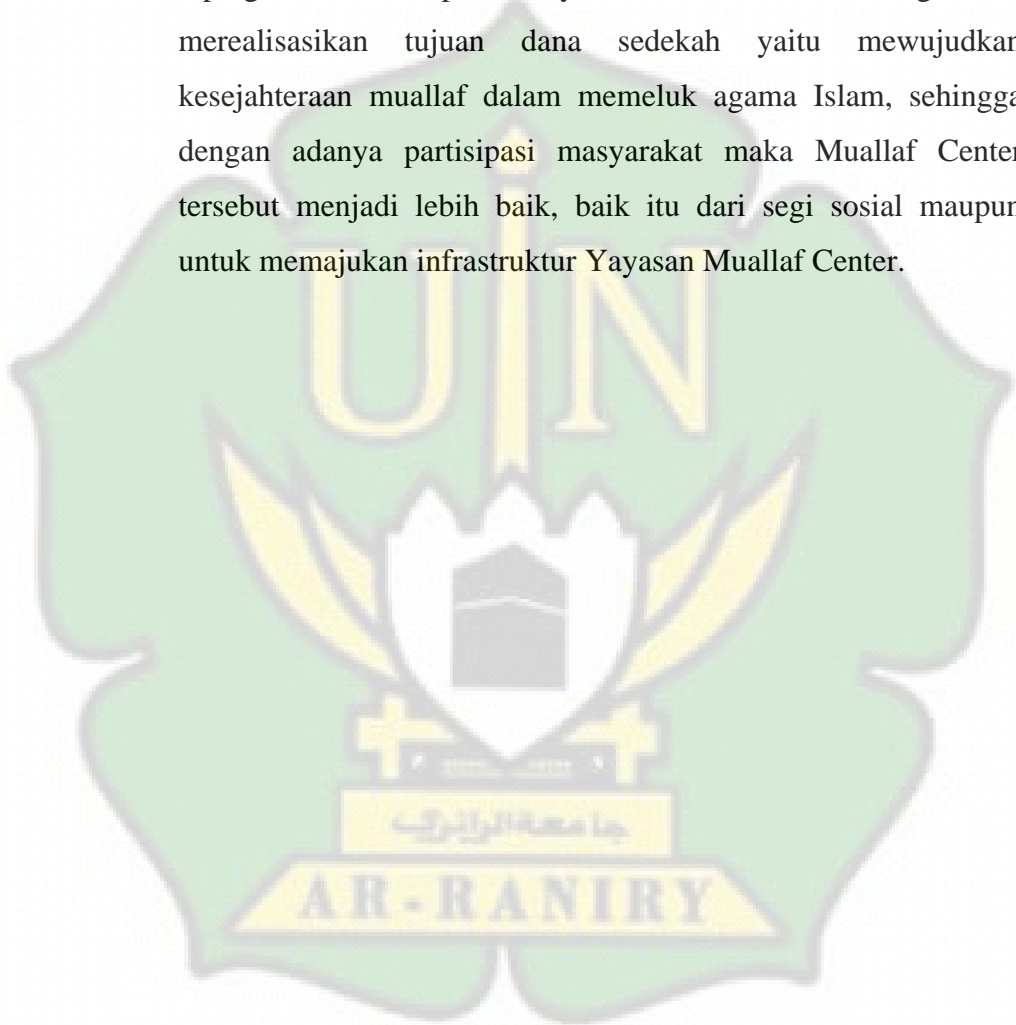 merealisasikan tujuan dana sedekah yaitu mewujudkan
kesejahteraan muallaf dalam memeluk agama Islam, sehingga
dengan adanya partisipasi masyarakat maka Muallaf Center
tersebut menjadi lebih baik, baik itu dari segi sosial maupun
untuk memajukan infrastruktur Yayasan Muallaf Center.
UIN
جامعةالرانري
AR-RANIRY